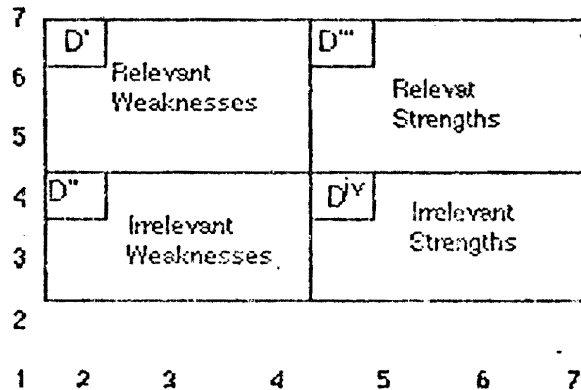 7
D'
D'''
6
Relevant
Weaknesses
Relevat
Strengths
5
4
D''
D^iv
Irrelevant
Weaknesses
Irrelevant
Strengths
3
2
1 2 3 4 5 6 7